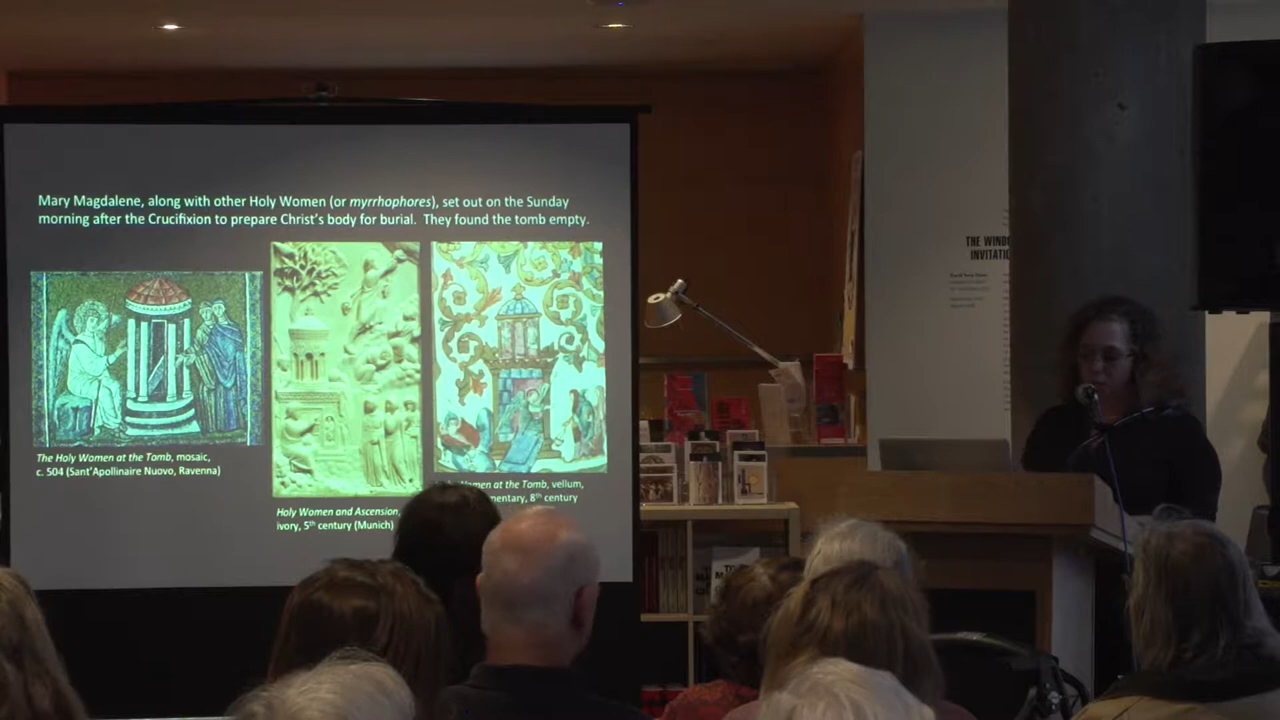 Mary Magdalene, along with other Holy Women (or myrrhophores), set out on the Sunday
morning after the Crucifixion to prepare Christ's body for burial. They found the tomb empty.
The Holy Women at the Tomb, mosaic,
c. 504 (Sant'Apollinaire Nuovo, Ravenna)
Holy Women and Ascension,
ivory, 5th century (Munich)
Women at the Tomb, vellum,
mentary, 8th century
THE WINDO
INVITATIO